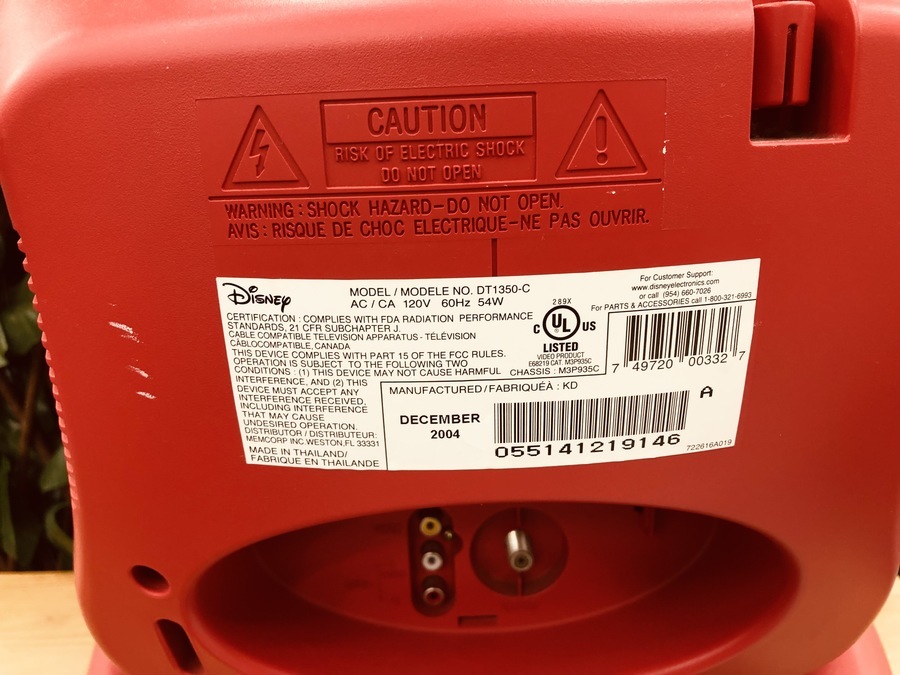 CAUTION
RISK OF ELECTRIC SHOCK
DO NOT OPEN
WARNING : SHOCK HAZARD-DO NOT OPEN.
AVIS : RISQUE DE CHOC ELECTRIQUE-NE PAS OUVRIR.
Disney
MODEL / MODELE NO. DT1350-C
AC / CA 120V 60Hz 54W
CERTIFICATION : COMPLIES WITH FDA RADIATION PERFORMANCE
STANDARDS, 21 CFR SUBCHAPTER J.
CABLE COMPATIBLE TELEVISION APPARATUS - TÉLÉVISION
CÂBLOCOMPATIBLE, CANADA
THIS DEVICE COMPLIES WITH PART 15 OF THE FCC RULES.
OPERATION IS SUBJECT TO THE FOLLOWING TWO
CONDITIONS : (1) THIS DEVICE MAY NOT CAUSE HARMFUL
INTERFERENCE, AND (2) THIS
DEVICE MUST ACCEPT ANY
INTERFERENCE RECEIVED,
INCLUDING INTERFERENCE
THAT MAY CAUSE
UNDESIRED OPERATION.
DISTRIBUTOR / DISTRIBUTEUR:
MEMCORP INC. WESTON, FL 33331
MADE IN THAILAND/
FABRIQUE EN THAILANDE
289X
C UL US
LISTED
VIDEO PRODUCT
E68219 CAT. M3P935C
CHASSIS : M3P935C
For Customer Support:
www.disneyelectronics.com
or call (954) 660-7026
For PARTS & ACCESSORIES call 1-800-321-6993
7 49720 00332 7
MANUFACTURED / FABRIQUÉÀ : KD
A
DECEMBER
2004
055141219146
722616A019